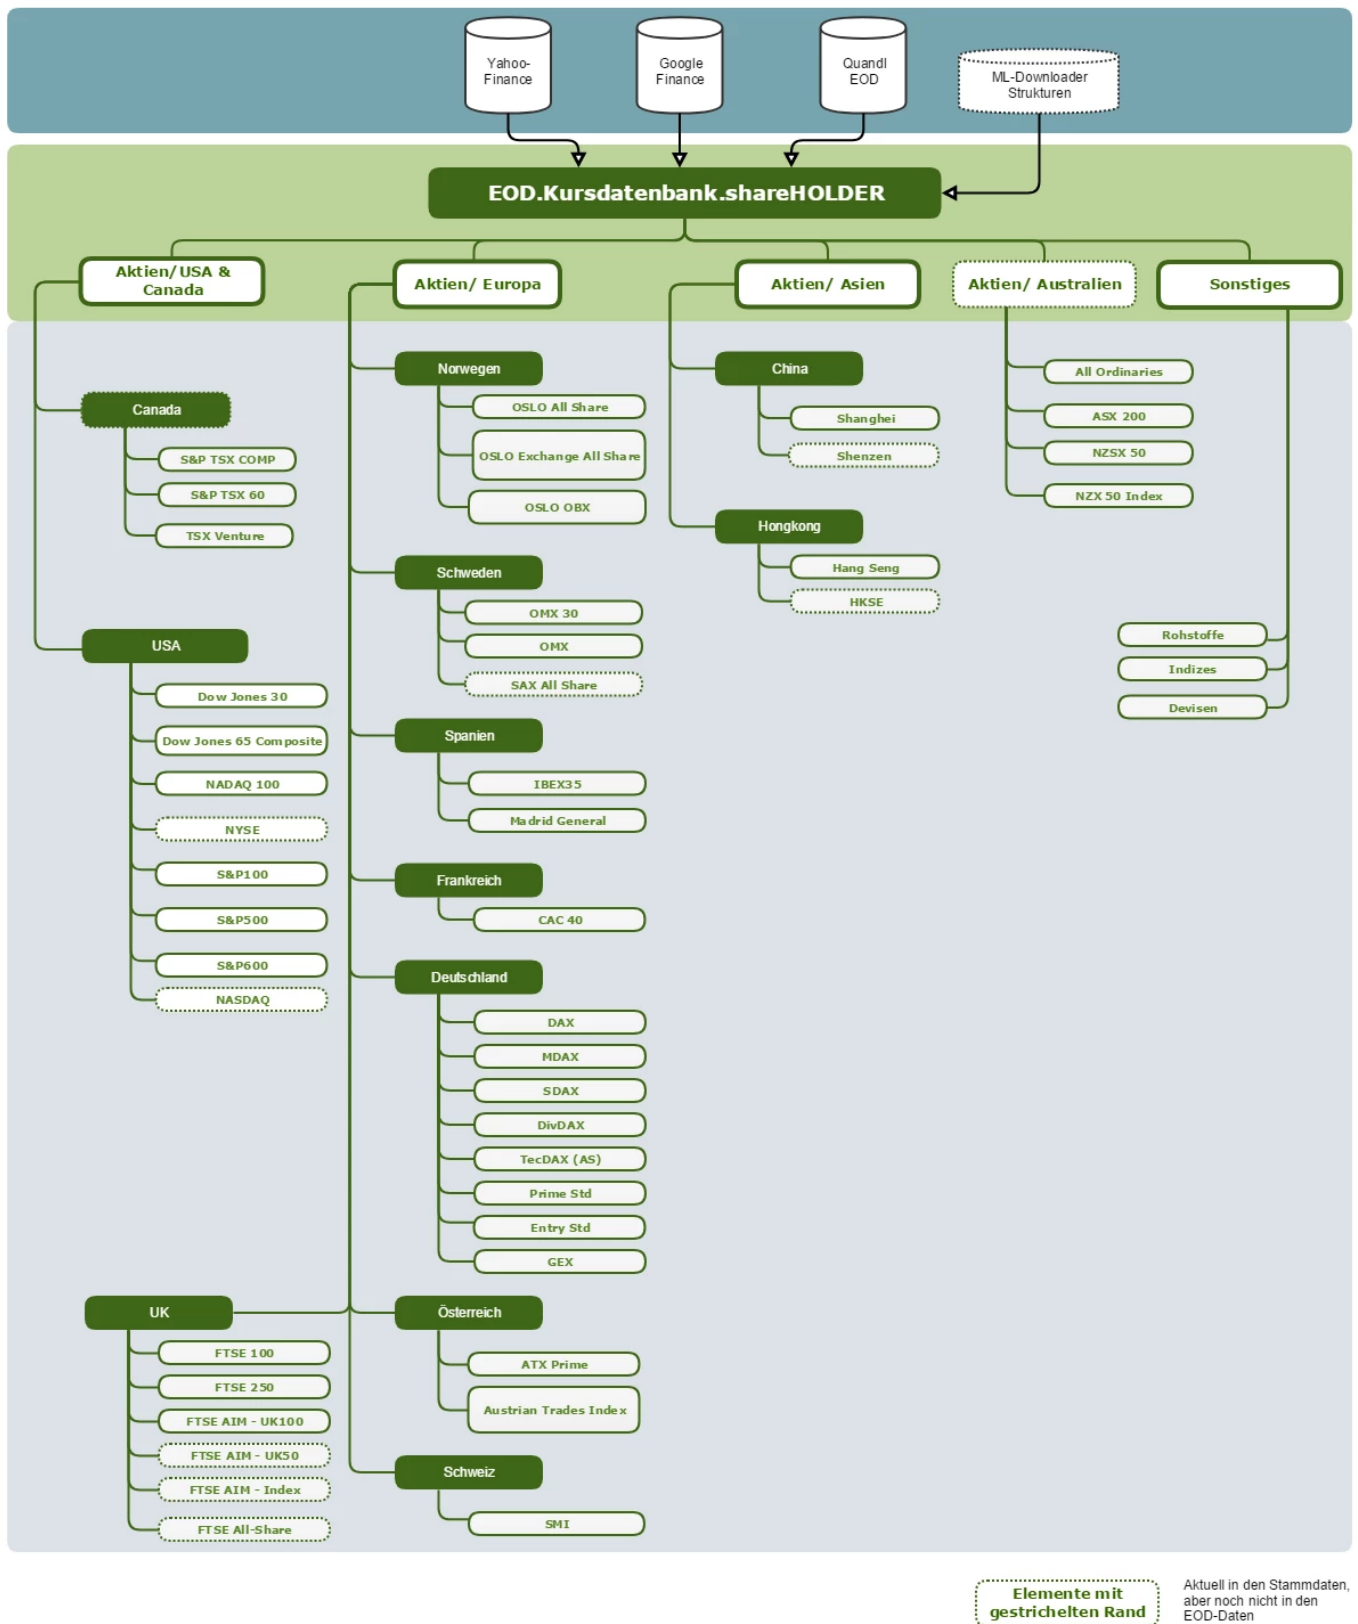 Yahoo-
Finance
Google
Finance
Quandl
EOD
ML-Downloader
Strukturen
EOD.Kursdatenbank.shareHOLDER
Aktien/USA &
Canada
Aktien/ Europa
Aktien/ Asien
Aktien/ Australien
Sonstiges
Canada
S&P TSX COMP
S&P TSX 60
TSX Venture
USA
Dow Jones 30
Dow Jones 65 Composite
NADAQ 100
NYSE
S&P100
S&P500
S&P600
NASDAQ
UK
FTSE 100
FTSE 250
FTSE AIM - UK100
FTSE AIM - UK50
FTSE AIM - Index
FTSE All-Share
Norwegen
OSLO All Share
OSLO Exchange All Share
OSLO OBX
Schweden
OMX 30
OMX
SAX All Share
Spanien
IBEX35
Madrid General
Frankreich
CAC 40
Deutschland
DAX
MDAX
SDAX
DivDAX
TecDAX (AS)
Prime Std
Entry Std
GEX
Österreich
ATX Prime
Austrian Trades Index
Schweiz
SMI
China
Shanghei
Shenzen
Hongkong
Hang Seng
HKSE
All Ordinaries
ASX 200
NZSX 50
NZX 50 Index
Rohstoffe
Indizes
Devisen
Elemente mit
gestrichelten Rand
Aktuell in den Stammdaten,
aber noch nicht in den
EOD-Daten